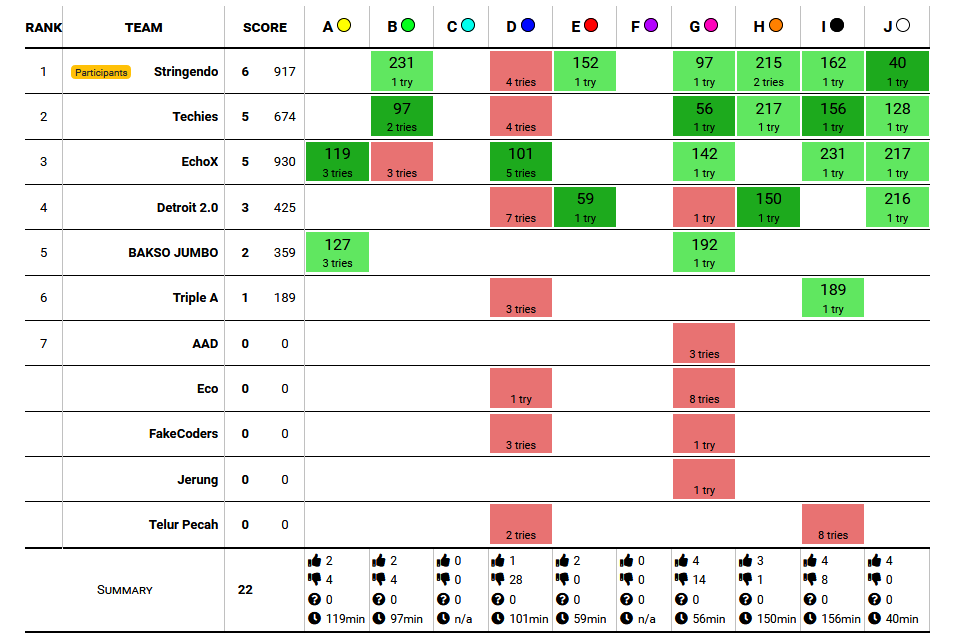 RANK TEAM SCORE A B C D E F G H I J
1 Participants Stringendo 6 917 231 1 try 4 tries 152 1 try 97 1 try 215 2 tries 162 1 try 40 1 try
2 Techies 5 674 97 2 tries 4 tries 56 1 try 217 1 try 156 1 try 128 1 try
3 EchoX 5 930 119 3 tries 3 tries 101 5 tries 142 1 try 231 1 try 217 1 try
4 Detroit 2.0 3 425 7 tries 59 1 try 1 try 150 1 try 216 1 try
5 BAKSO JUMBO 2 359 127 3 tries 192 1 try
6 Triple A 1 189 3 tries 189 1 try
7 AAD 0 0 3 tries
Eco 0 0 1 try 8 tries
FakeCoders 0 0 3 tries 1 try
Jerung 0 0 1 try
Telur Pecah 0 0 2 tries 8 tries
2 2 0 1 2 0 4 3 4 4
4 4 0 28 0 0 14 1 8 0
SUMMARY 22
0 0 0 0 0 0 0 0 0 0
119min 97min n/a 101min 59min n/a 56min 150min 156min 40min